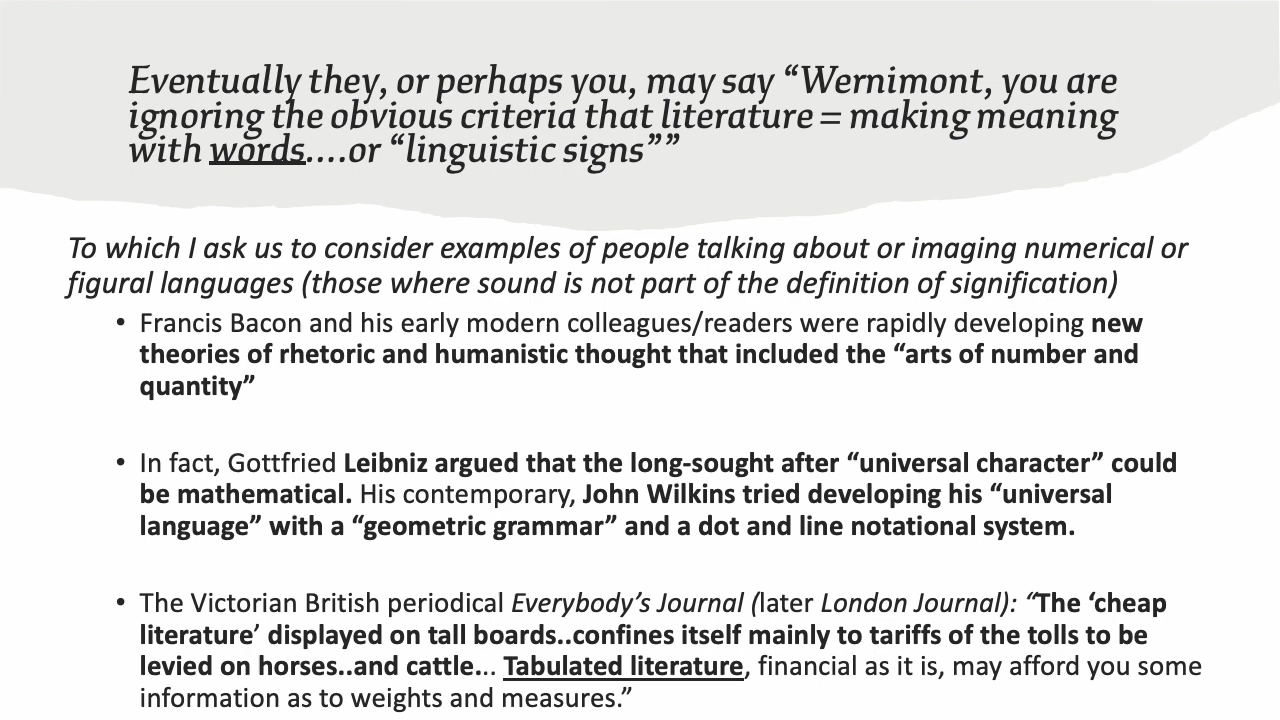 Eventually they, or perhaps you, may say “Wernimont, you are
ignoring the obvious criteria that literature = making meaning
with words....or “linguistic signs””
To which I ask us to consider examples of people talking about or imaging numerical or
figural languages (those where sound is not part of the definition of signification)
• Francis Bacon and his early modern colleagues/readers were rapidly developing new
theories of rhetoric and humanistic thought that included the “arts of number and
quantity”
• In fact, Gottfried Leibniz argued that the long-sought after “universal character” could
be mathematical. His contemporary, John Wilkins tried developing his “universal
language” with a “geometric grammar” and a dot and line notational system.
• The Victorian British periodical Everybody’s Journal (later London Journal): “The ‘cheap
literature’ displayed on tall boards..confines itself mainly to tariffs of the tolls to be
levied on horses..and cattle... Tabulated literature, financial as it is, may afford you some
information as to weights and measures.”